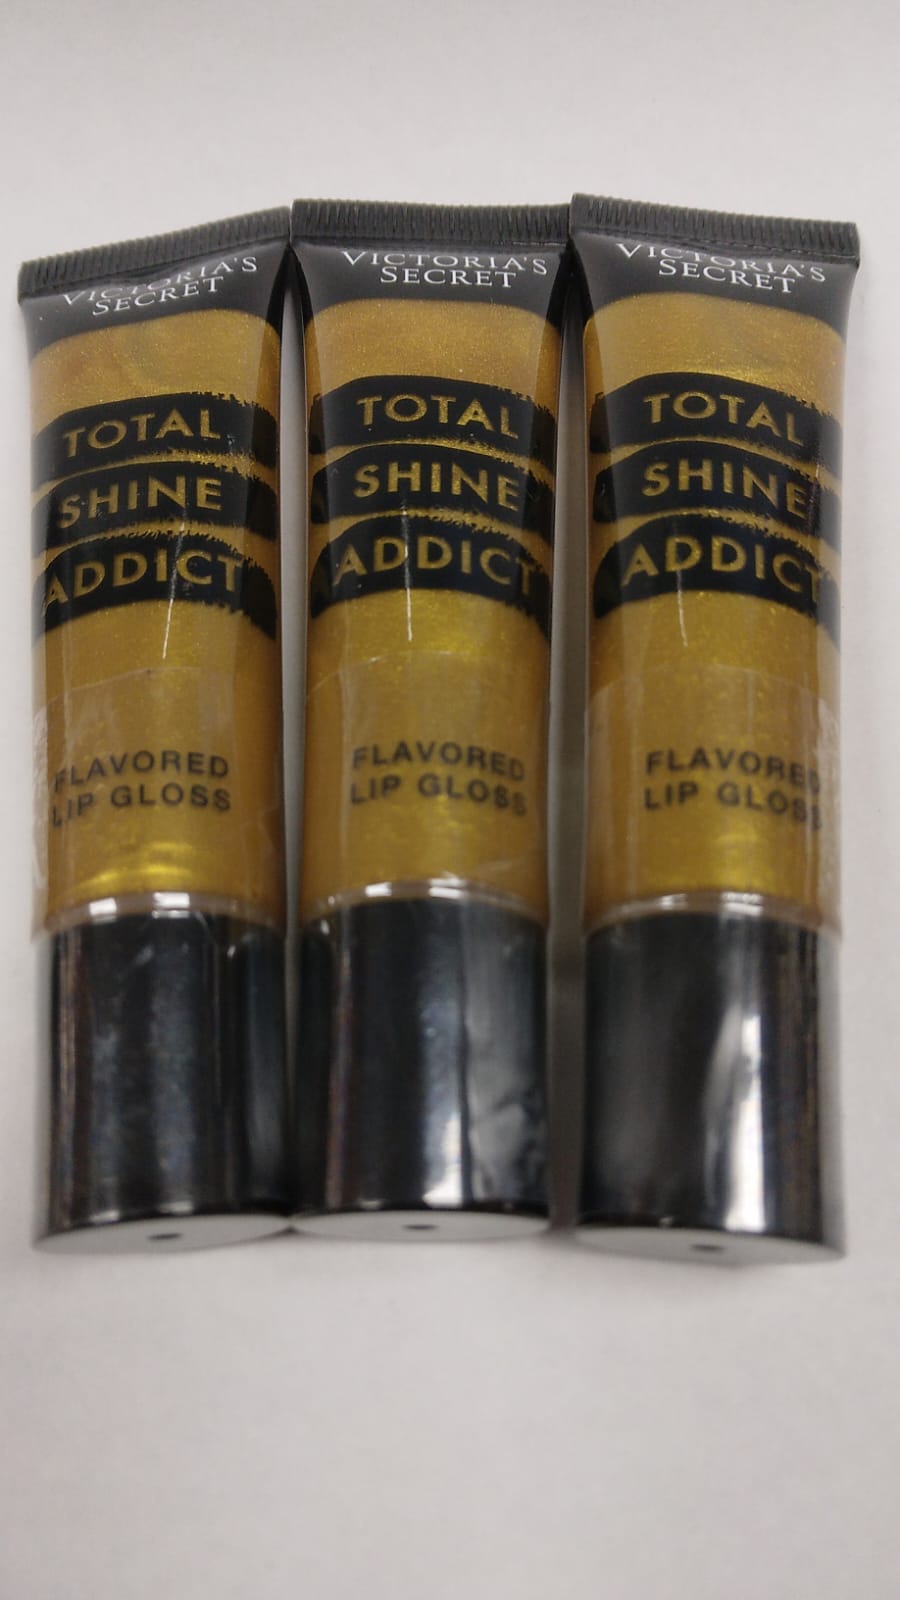 VICTORIA'S
SECRET
TOTAL
SHINE
ADDICT
FLAVORED
LIP GLOSS
VICTORIA'S
SECRET
TOTAL
SHINE
ADDICT
FLAVORED
LIP GLOSS
VICTORIA'S
SECRET
TOTAL
SHINE
ADDICT
FLAVORED
LIP GLOSS